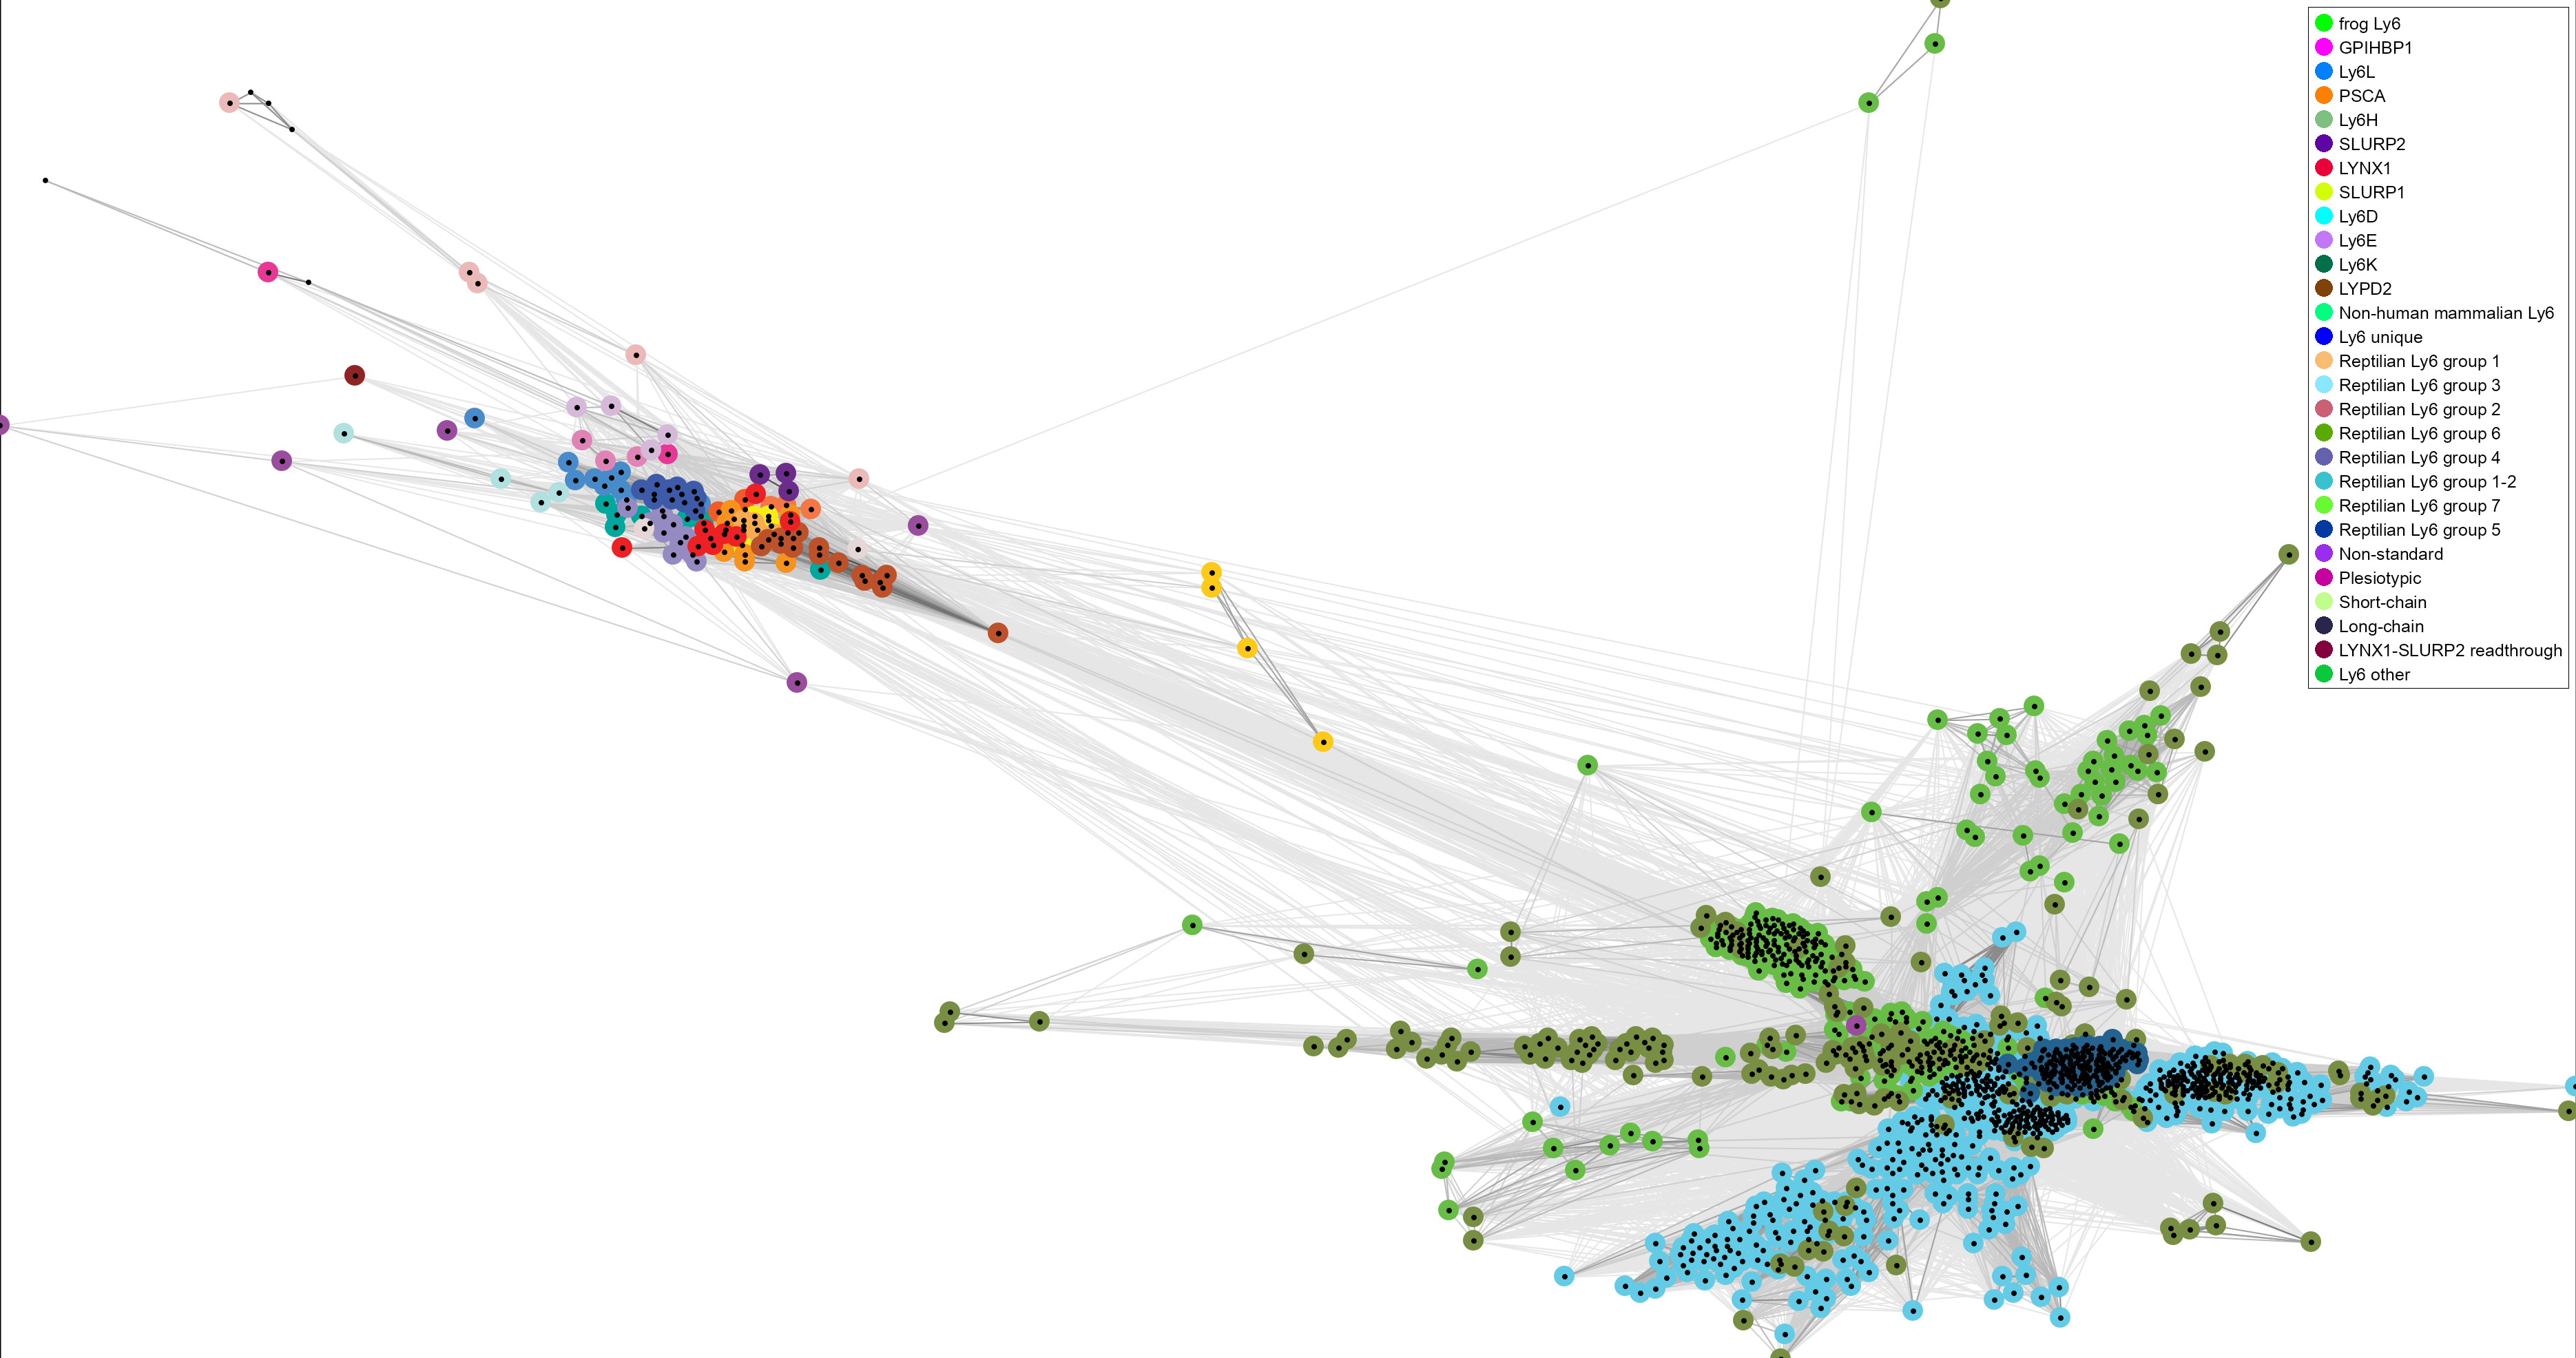 frog Ly6
GPIHBP1
Ly6L
PSCA
Ly6H
SLURP2
LYNX1
SLURP1
Ly6D
Ly6E
Ly6K
LYPD2
Non-human mammalian Ly6
Ly6 unique
Reptilian Ly6 group 1
Reptilian Ly6 group 3
Reptilian Ly6 group 2
Reptilian Ly6 group 6
Reptilian Ly6 group 4
Reptilian Ly6 group 1-2
Reptilian Ly6 group 7
Reptilian Ly6 group 5
Non-standard
Plesiotypic
Short-chain
Long-chain
LYNX1-SLURP2 readthrough
Ly6 other